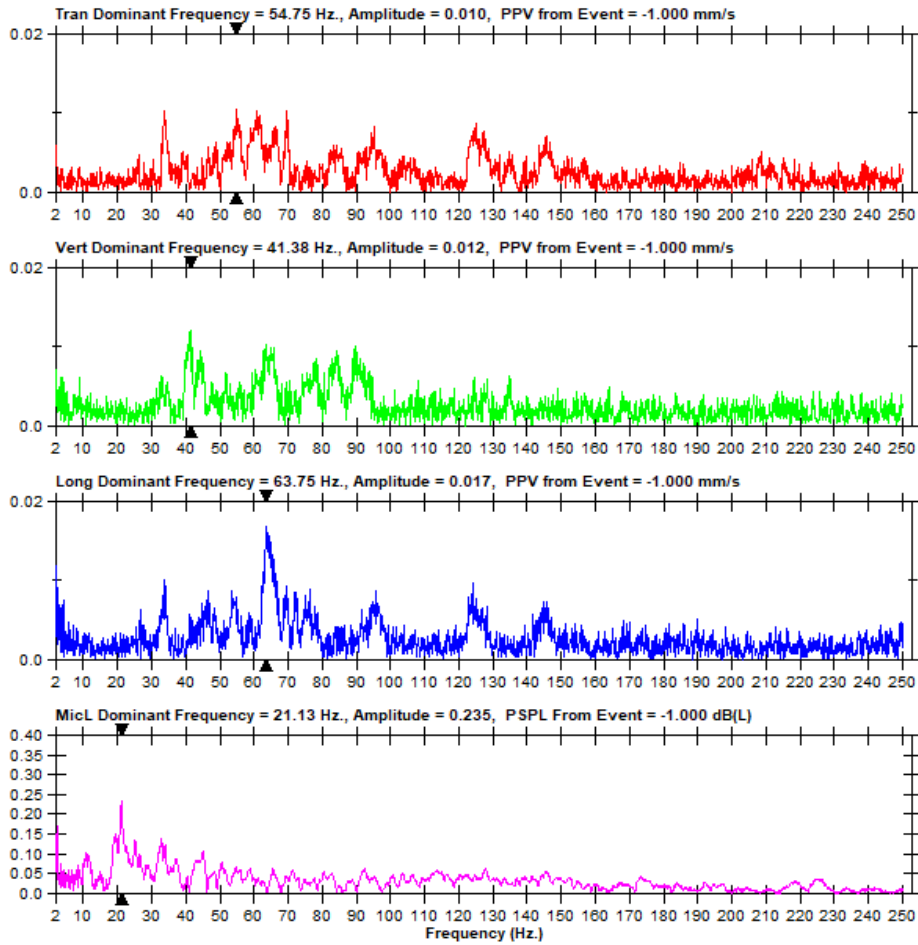 Tran Dominant Frequency = 54.75 Hz., Amplitude = 0.010, PPV from Event = -1.000 mm/s
0.02
0.0
2 10 20 30 40 50 60 70 80 90 100 110 120 130 140 150 160 170 180 190 200 210 220 230 240 250
Vert Dominant Frequency = 41.38 Hz., Amplitude = 0.012, PPV from Event = -1.000 mm/s
0.02
0.0
2 10 20 30 40 50 60 70 80 90 100 110 120 130 140 150 160 170 180 190 200 210 220 230 240 250
Long Dominant Frequency = 63.75 Hz., Amplitude = 0.017, PPV from Event = -1.000 mm/s
0.02
0.0
2 10 20 30 40 50 60 70 80 90 100 110 120 130 140 150 160 170 180 190 200 210 220 230 240 250
MicL Dominant Frequency = 21.13 Hz., Amplitude = 0.235, PSPL From Event = -1.000 dB(L)
0.40
0.35
0.30
0.25
0.20
0.15
0.10
0.05
0.0
2 10 20 30 40 50 60 70 80 90 100 110 120 130 140 150 160 170 180 190 200 210 220 230 240 250
Frequency (Hz.)